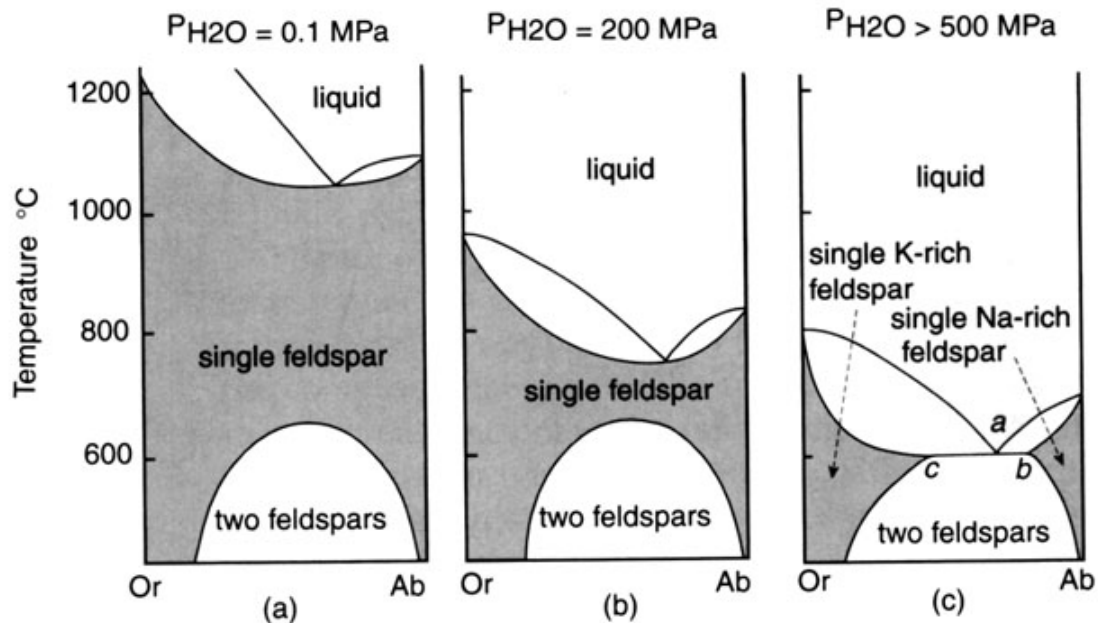 PH2O = 0.1 MPa
PH2O = 200 MPa
PH2O > 500 MPa
Temperature °C
1200
1000
800
600
liquid
single feldspar
two feldspars
Or
Ab
(a)
liquid
single feldspar
two feldspars
Or
Ab
(b)
liquid
single K-rich
feldspar
single Na-rich
feldspar
a
c
b
two feldspars
Or
Ab
(c)